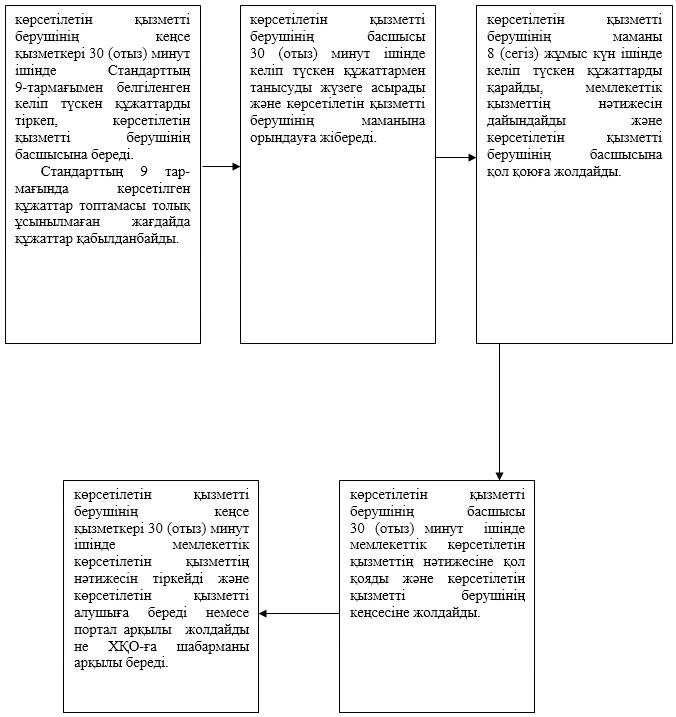 көрсетілетін қызметті
берушінің кеңсе
қызметкері 30 (отыз) минут
ішінде Стандарттың
9-тармағымен белгіленген
келіп түскен құжаттарды
тіркеп, көрсетілетін
қызметті берушінің
басшысына береді.
Стандарттың 9 тар-
мағында көрсетілген
құжаттар топтамасы толық
ұсынылмаған жағдайда
құжаттар қабылданбайды.
көрсетілетін қызметті
берушінің басшысы
30 (отыз) минут ішінде
келіп түскен құжаттармен
танысуды жүзеге асырады
және көрсетілетін қызметті
берушінің маманына
орындауға жібереді.
көрсетілетін қызметті
берушінің маманы
8 (сегіз) жұмыс күн ішінде
келіп түскен құжаттарды
қарайды, мемлекеттік
қызметтің нәтижесін
дайындайды және
көрсетілетін қызметті
берушінің басшысына
қол қоюға жолдайды.
көрсетілетін қызметті
берушінің басшысы
30 (отыз) минут ішінде
мемлекеттік көрсетілетін
қызметтің нәтижесіне қол
қояды және көрсетілетін
қызметті берушінің
кеңсесіне жолдайды.
көрсетілетін қызметті
берушінің кеңсе
қызметкері 30 (отыз) минут
ішінде мемлекеттік
көрсетілетін қызметтің
нәтижесін тіркейді және
көрсетілетін қызметті
алушыға береді немесе
портал арқылы жолдайды
не ХҚО-ға шабарманы
арқылы береді.